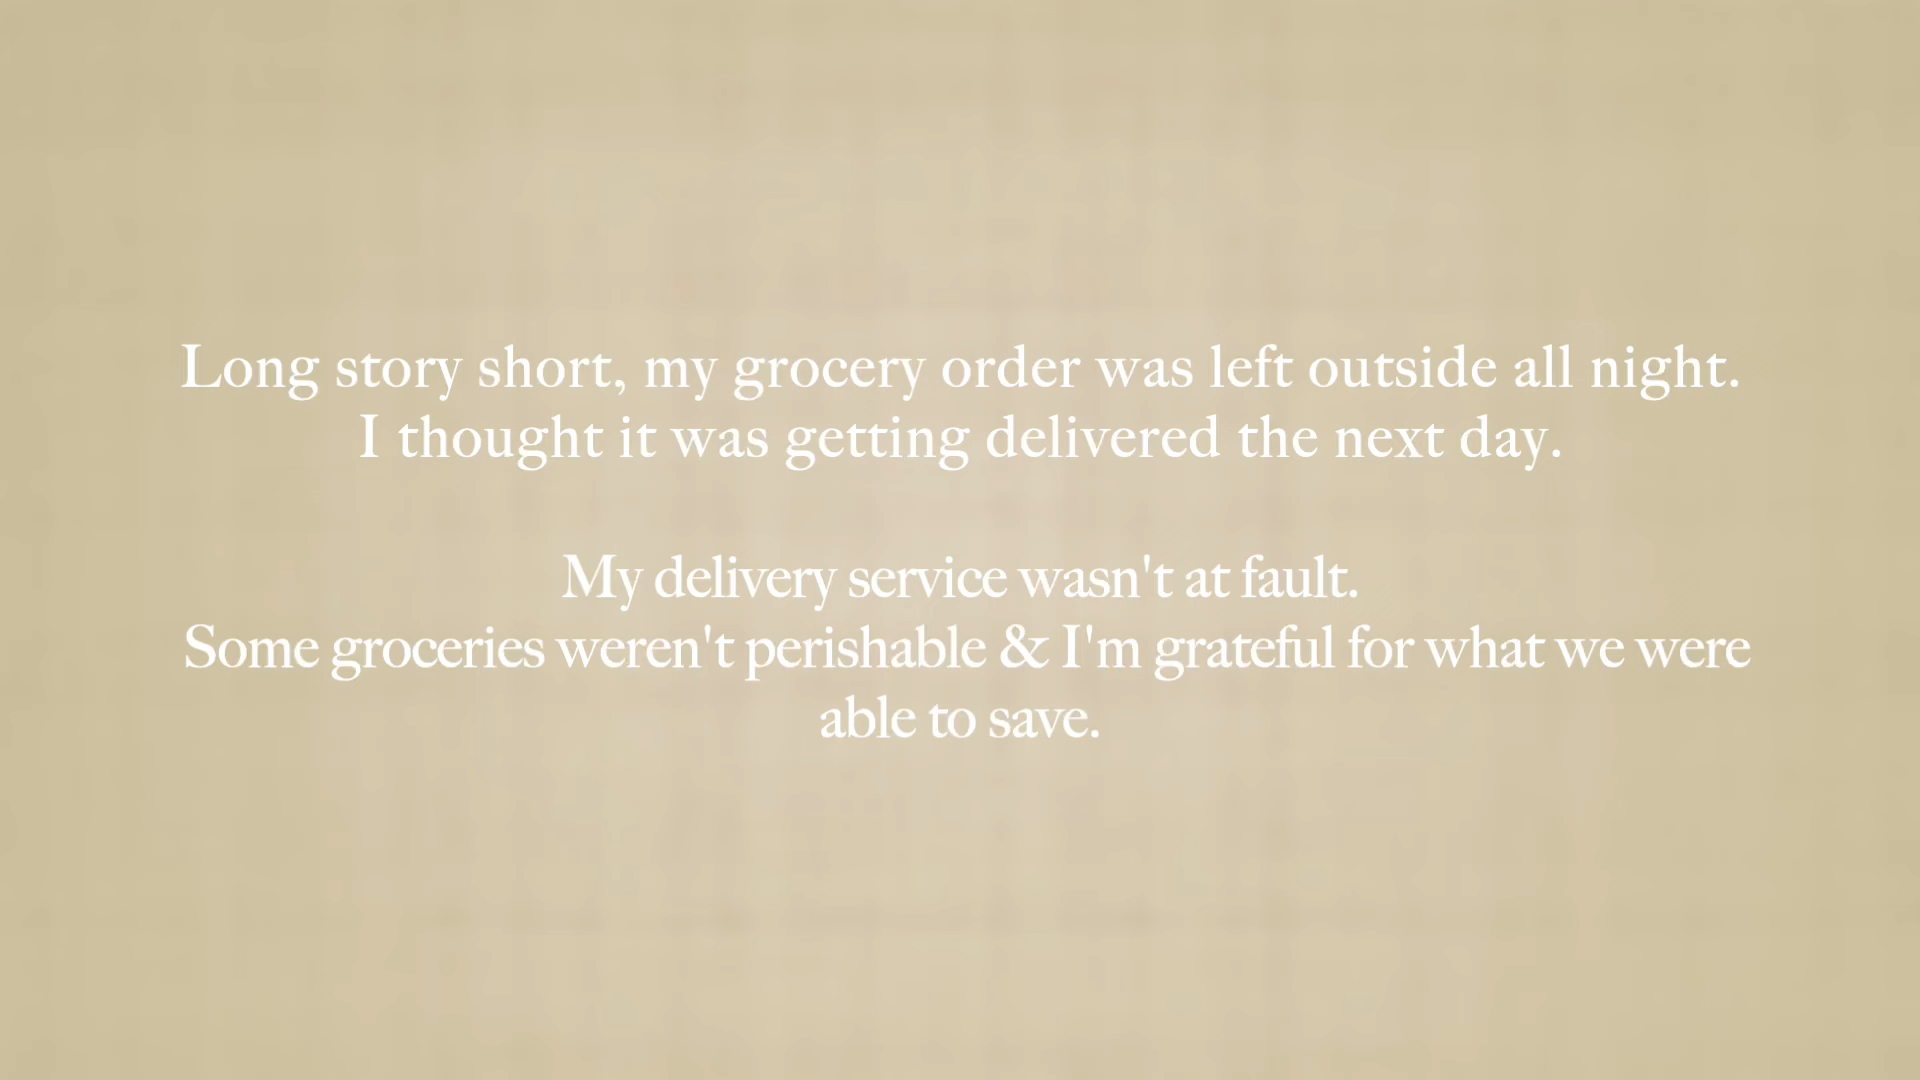 Long story short, my grocery order was left outside all night.
I thought it was getting delivered the next day.
My delivery service wasn't at fault.
Some groceries weren't perishable & I'm grateful for what we were
able to save.